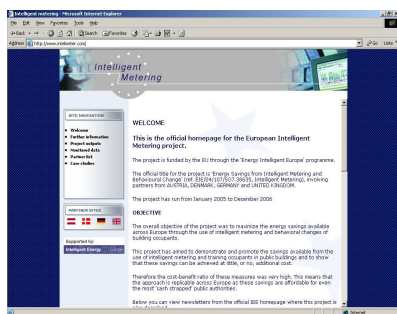 Intelligent metering - Microsoft Internet Explorer
File Edit View Favorites Tools Help
Back Search Favorites
Address http://www.intelmeter.com/ Go Links
Intelligent
Metering
SITE NAVIGATION
Welcome
Further information
Project outputs
Monitored data
Partner list
Case studies
PARTNER SITES
Supported by:
Intelligent Energy
WELCOME
This is the official homepage for the European Intelligent
Metering project.
The project is funded by the EU through the 'Energy Intelligent Europe' programme.
The official title for the project is 'Energy Savings from Intelligent Metering and
Behavioural Change' (ref. EIE/04/107/S07.38635, Intelligent Metering), involving
partners from AUSTRIA, DENMARK, GERMANY and UNITED KINGDOM.
The project has run from January 2005 to December 2006
OBJECTIVE
The overall objective of the project was to maximise the energy savings available
across Europe through the use of intelligent metering and behavioral changes of
building occupants.
This project has aimed to demonstrate and promote the savings available from the
use of intelligent metering and training occupants in public buildings and to show
that these savings can be achieved at little, or no, additional cost.
Therefore the cost-benefit ratio of these measures was very high. This means that
the approach is replicable across Europe as these savings are affordable for even
the most 'cash strapped' public authorities.
Below you can view newsletters from the official IEE homepage where this project is
Internet